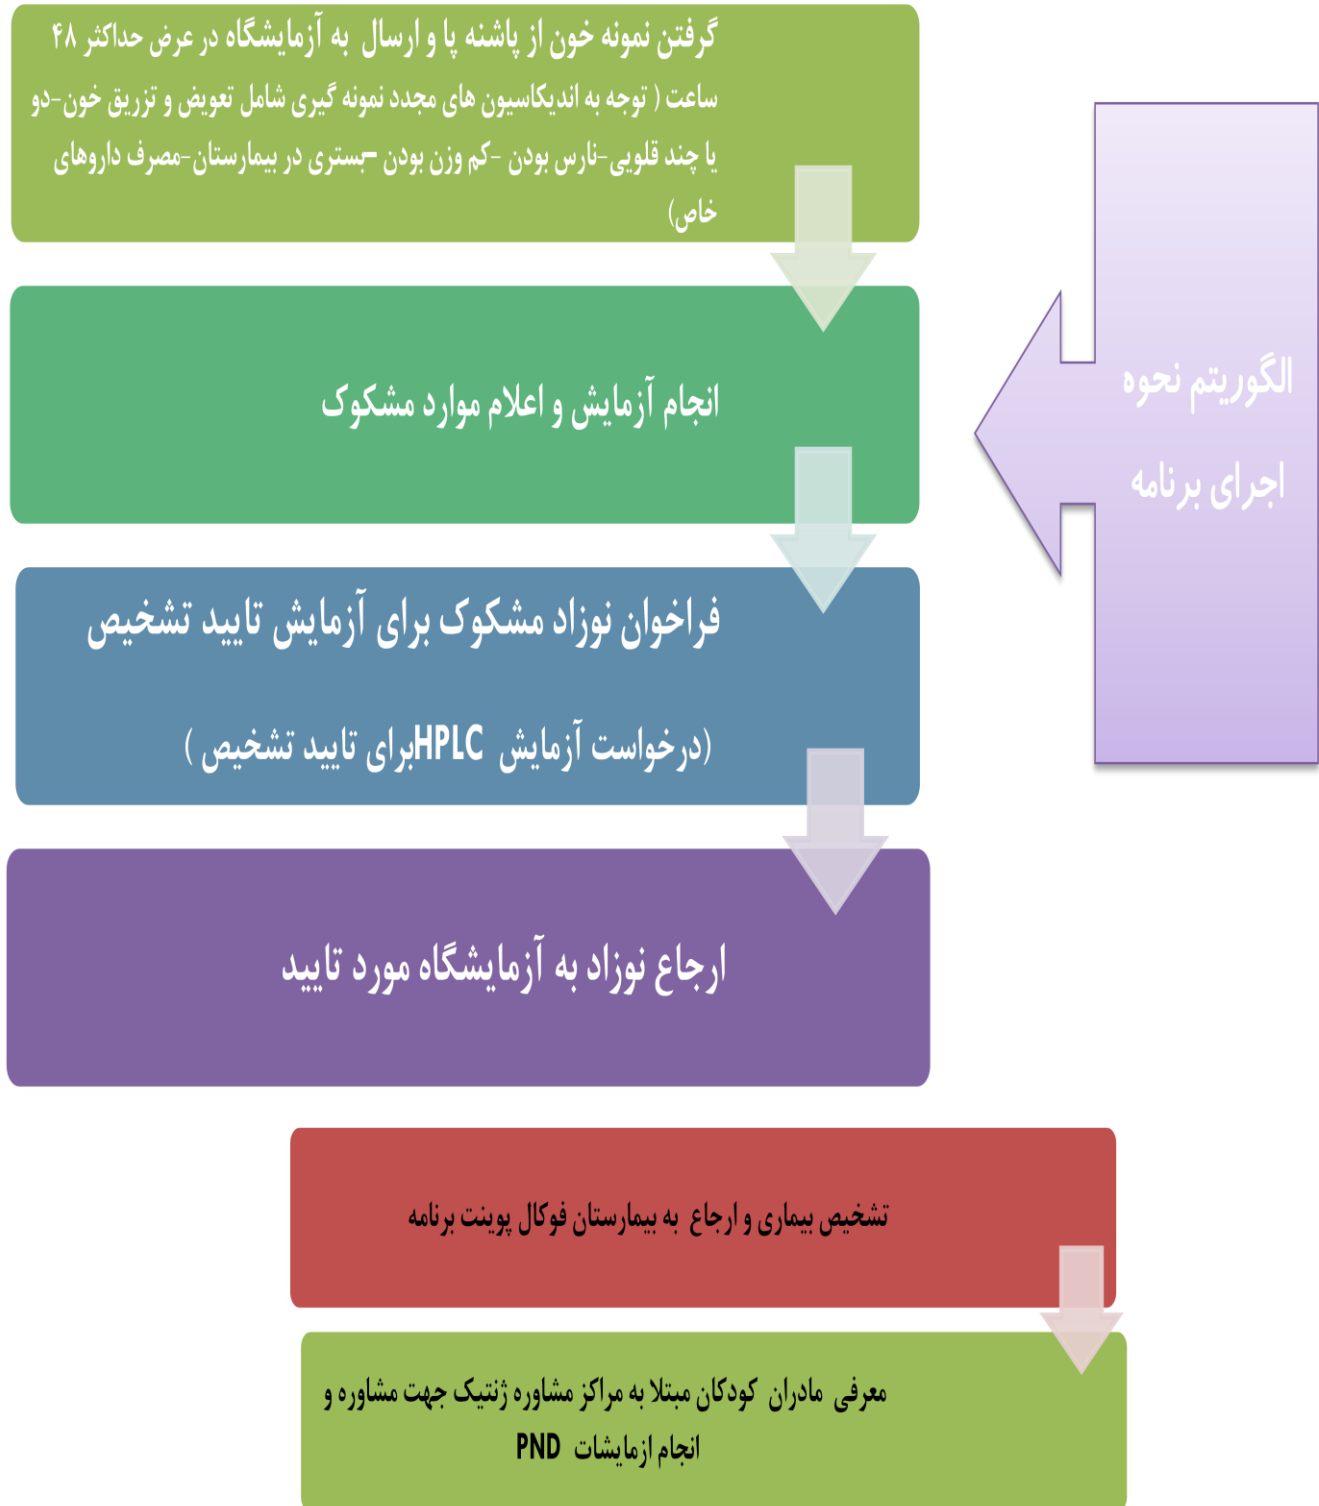 الگوریتم نحوه
اجرای برنامه
گرفتن نمونه خون از پاشنه پا و ارسال به آزمایشگاه در عرض حداکثر ۴۸
ساعت ( توجه به اندیکاسیون های مجدد نمونه گیری شامل تعویض و تزریق خون-دو
یا چند قلویی-نارس بودن -کم وزن بودن –بستری در بیمارستان-مصرف داروهای
خاص)
انجام آزمایش و اعلام موارد مشکوک
فراخوان نوزاد مشکوک برای آزمایش تایید تشخیص
(درخواست آزمایش HPLCبرای تایید تشخیص )
ارجاع نوزاد به آزمایشگاه مورد تایید
تشخیص بیماری و ارجاع به بیمارستان فوکال پوینت برنامه
معرفی مادران کودکان مبتلا به مراکز مشاوره ژنتیک جهت مشاوره و
انجام ازمایشات PND